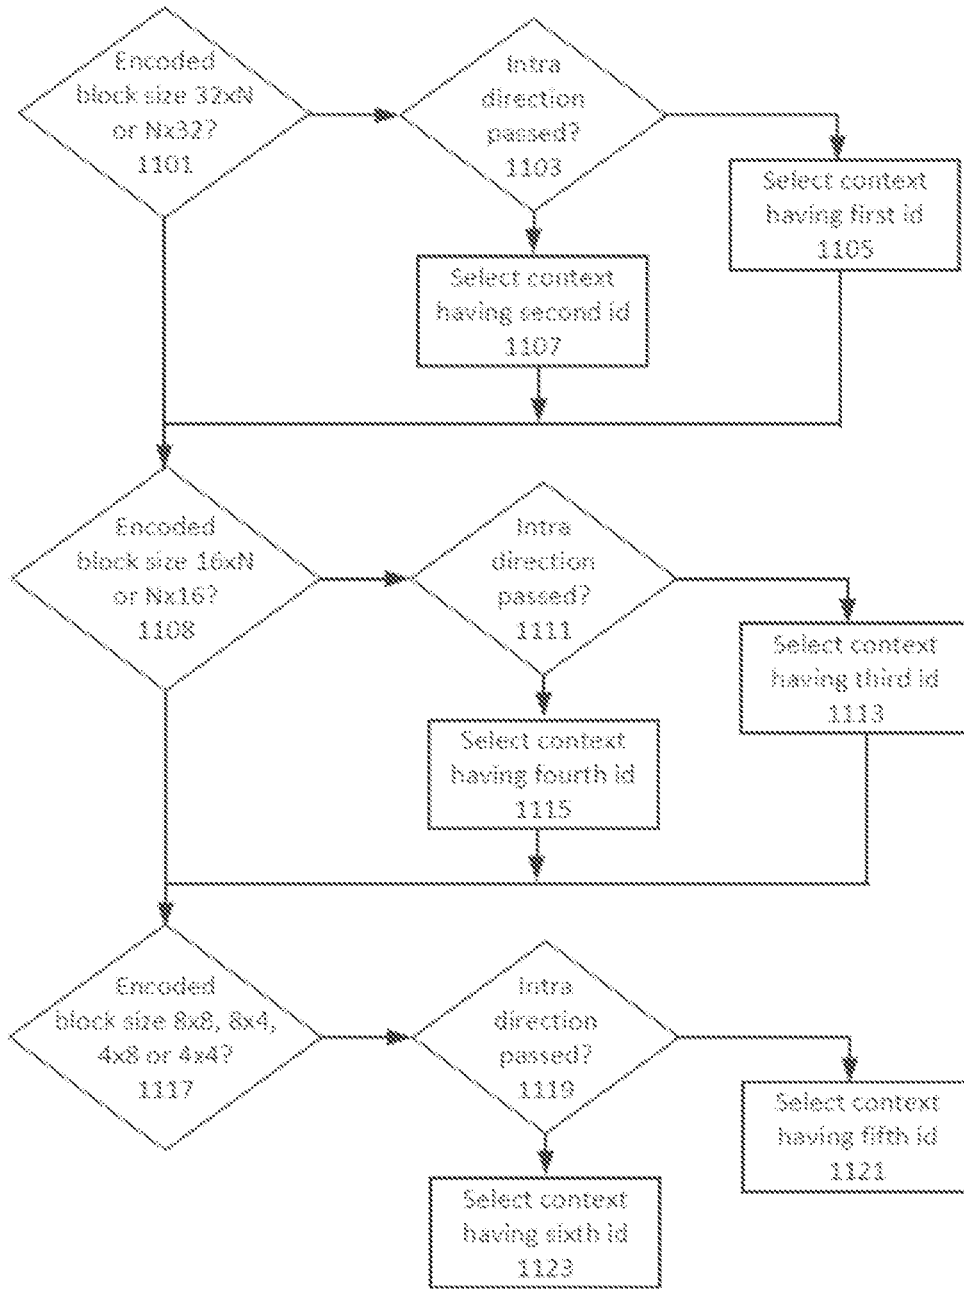 Encoded
block size 32xN
or Nx32?
1101
Intra
direction
passed?
1103
Select context
having first id
1105
Select context
having second id
1107
Encoded
block size 16xN
or Nx16?
1108
Intra
direction
passed?
1111
Select context
having third id
1113
Select context
having fourth id
1115
Encoded
block size 8x8, 8x4,
4x8 or 4x4?
1117
Intra
direction
passed?
1119
Select context
having fifth id
1121
Select context
having sixth id
1123